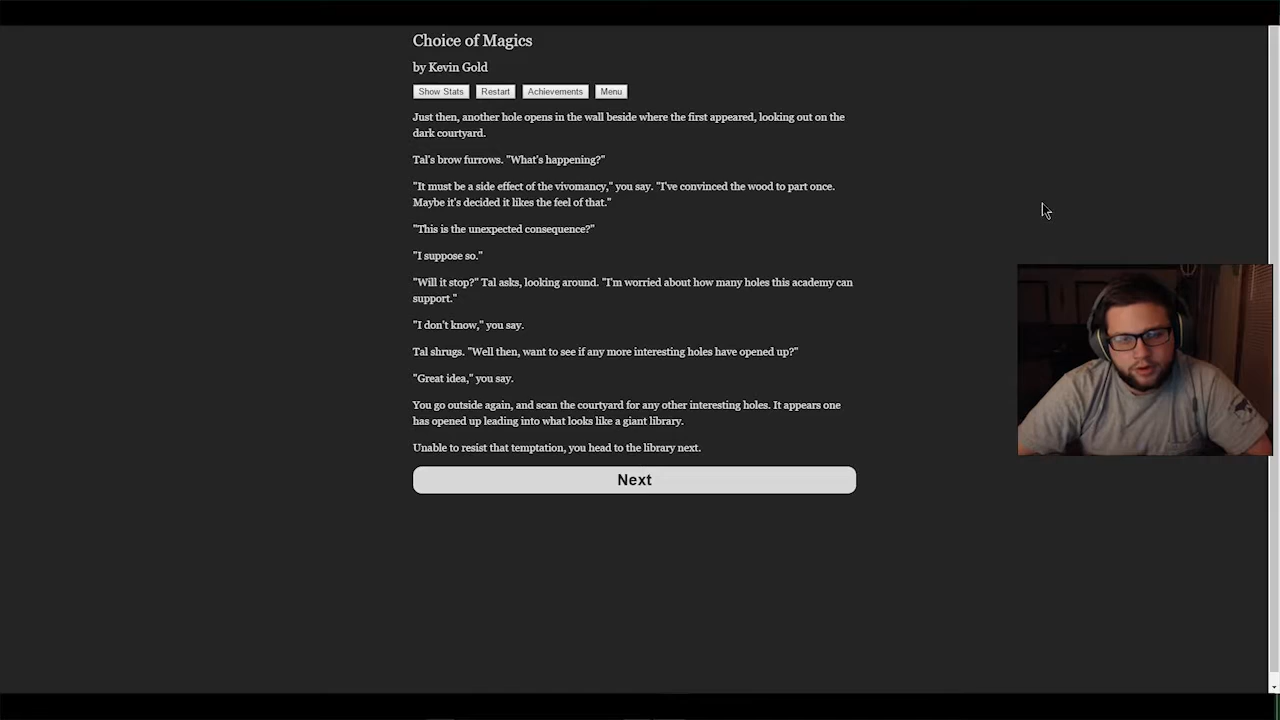 Choice of Magics
by Kevin Gold
Show Stats Restart Achievements Menu
Just then, another hole opens in the wall beside where the first appeared, looking out on the
dark courtyard.
Tal's brow furrows. "What's happening?"
"It must be a side effect of the vivomancy," you say. "I've convinced the wood to part once.
Maybe it's decided it likes the feel of that."
"This is the unexpected consequence?"
"I suppose so."
"Will it stop?" Tal asks, looking around. "I'm worried about how many holes this academy can
support."
"I don't know," you say.
Tal shrugs. "Well then, want to see if any more interesting holes have opened up?"
"Great idea," you say.
You go outside again, and scan the courtyard for any other interesting holes. It appears one
has opened up leading into what looks like a giant library.
Unable to resist that temptation, you head to the library next.
Next